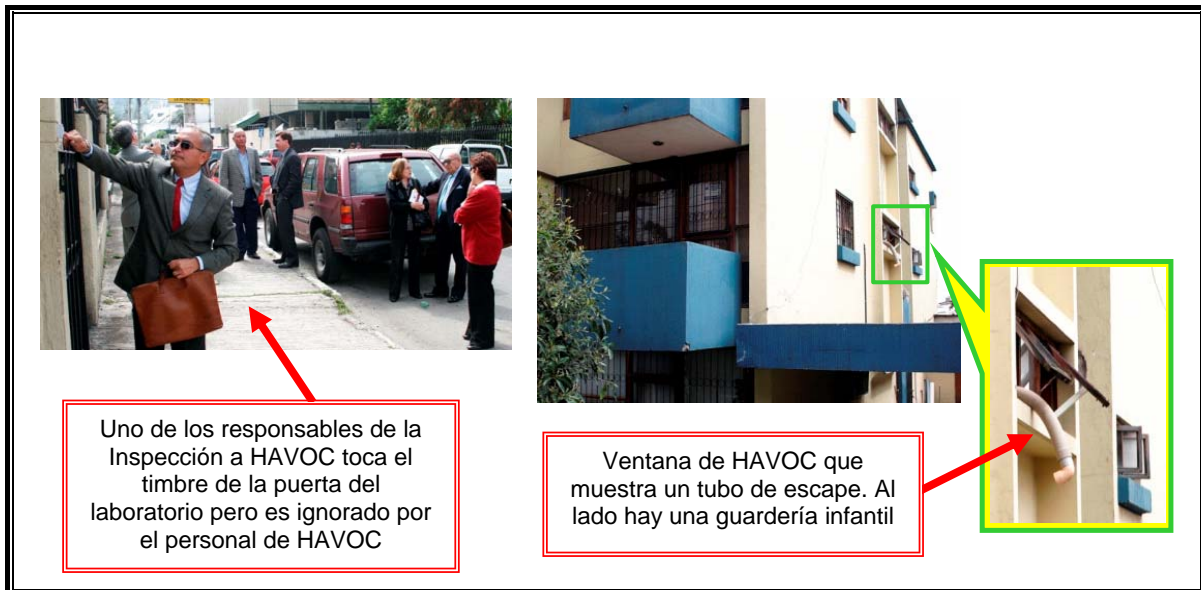 Uno de los responsables de la
Inspección a HAVOC toca el
timbre de la puerta del
laboratorio pero es ignorado por
el personal de HAVOC
Ventana de HAVOC que
muestra un tubo de escape. Al
lado hay una guardería infantil